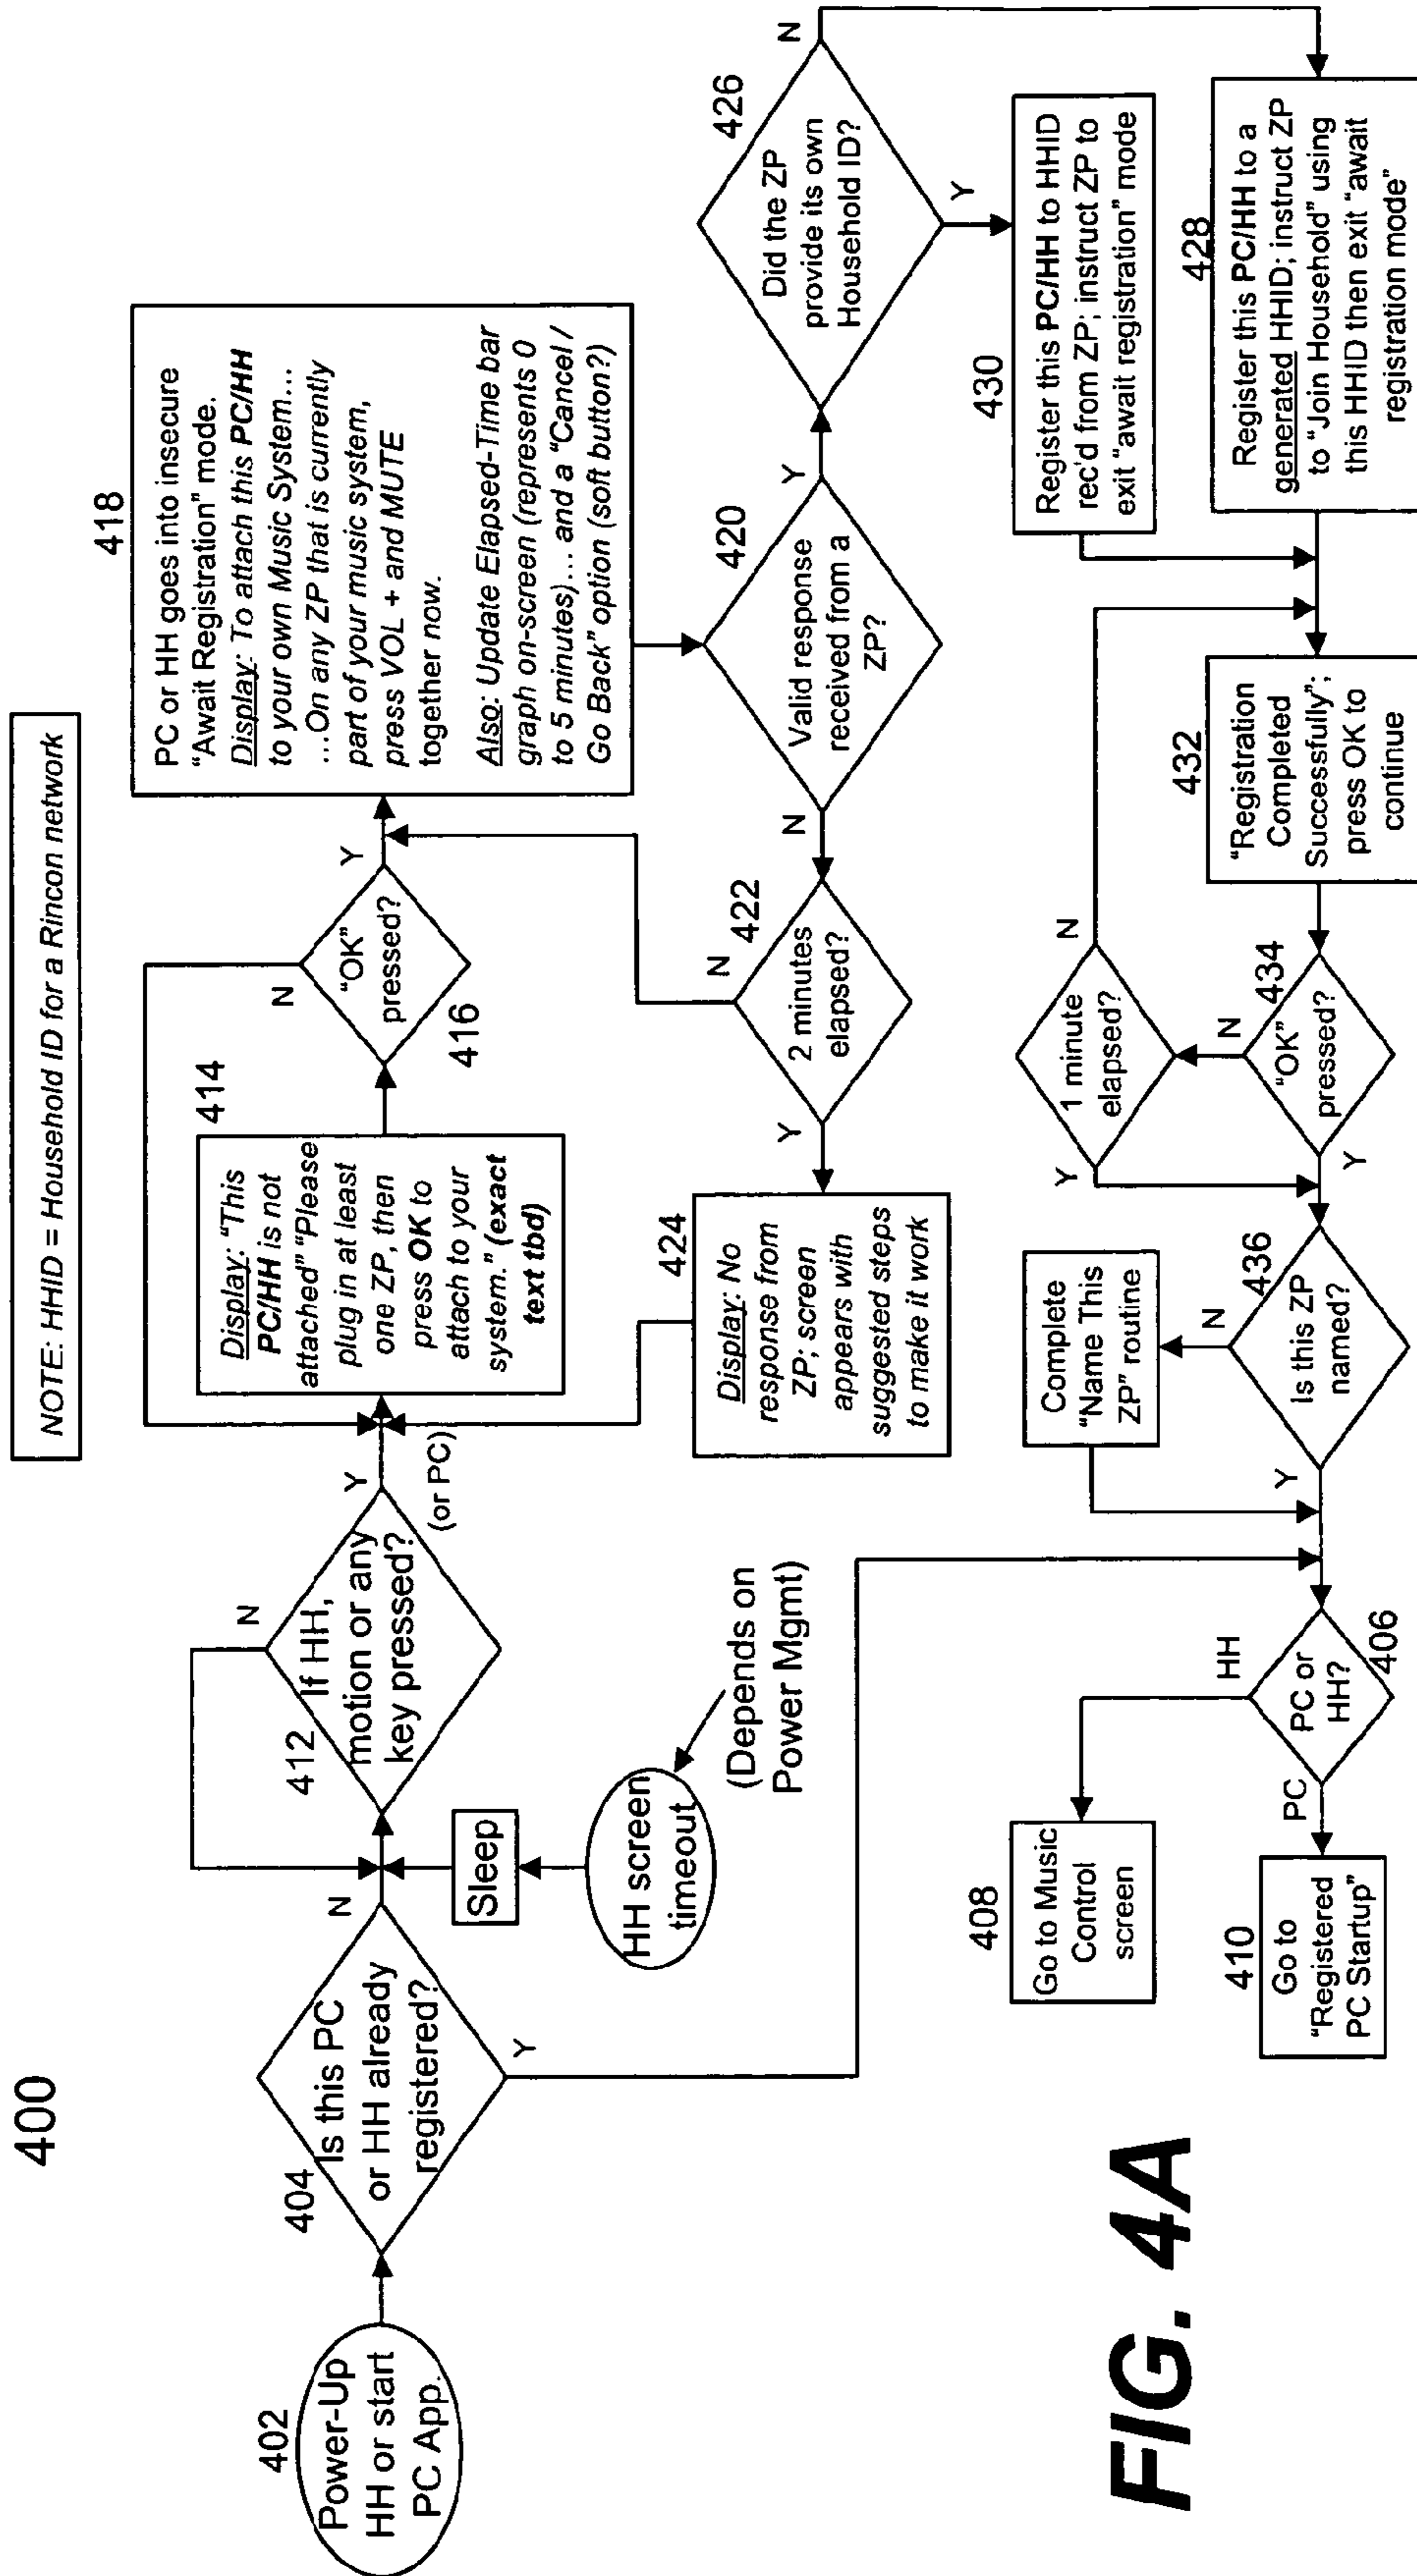 400
NOTE: HHID = Household ID for a Rincon network
402
Power-Up
HH or start
PC App.
404
Is this PC
or HH already
registered?
N
Y
Sleep
HH screen
timeout
(Depends on
Power Mgmt)
412
If HH,
motion or any
key pressed?
N
Y
(or PC)
414
Display: "This
PC/HH is not
attached" "Please
plug in at least
one ZP, then
press OK to
attach to your
system." (exact
text tbd)
416
"OK"
pressed?
N
Y
418
PC or HH goes into insecure
"Await Registration" mode.
Display: To attach this PC/HH
to your own Music System...
...On any ZP that is currently
part of your music system,
press VOL + and MUTE
together now.
Also: Update Elapsed-Time bar
graph on-screen (represents 0
to 5 minutes)... and a "Cancel /
Go Back" option (soft button?)
420
Valid response
received from a
ZP?
N
Y
422
2 minutes
elapsed?
N
Y
424
Display: No
response from
ZP; screen
appears with
suggested steps
to make it work
426
Did the ZP
provide its own
Household ID?
N
Y
430
Register this PC/HH to HHID
rec'd from ZP; instruct ZP to
exit "await registration" mode
428
Register this PC/HH to a
generated HHID; instruct ZP
to "Join Household" using
this HHID then exit "await
registration mode"
432
"Registration
Completed
Successfully";
press OK to
continue
434
"OK"
pressed?
N
Y
1 minute
elapsed?
N
Y
436
Is this ZP
named?
N
Y
Complete
"Name This
ZP" routine
406
PC or
HH?
HH
PC
408
Go to Music
Control
screen
410
Go to
"Registered
PC Startup"
FIG. 4A